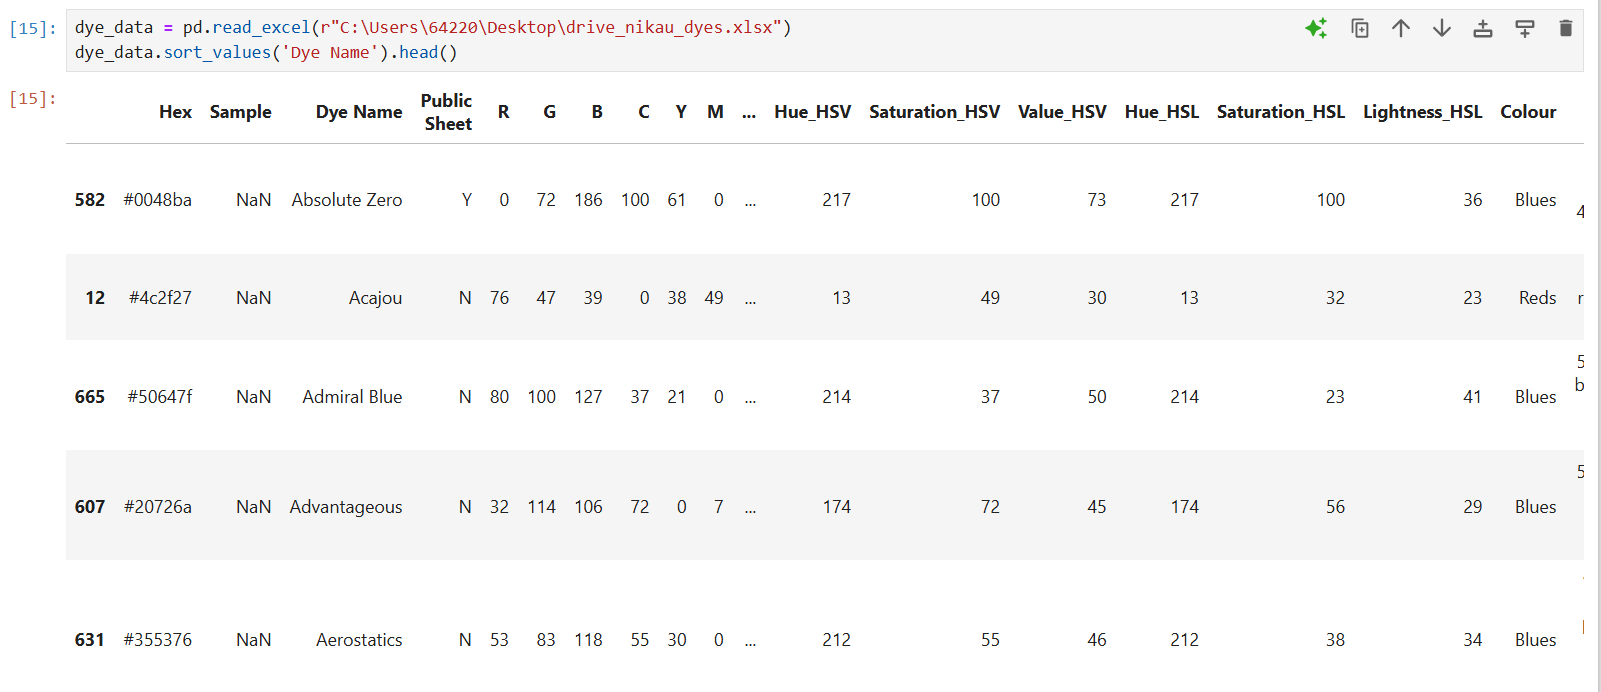 [15]: dye_data = pd.read_excel(r"C:\Users\64220\Desktop\drive_nikau_dyes.xlsx")
dye_data.sort_values('Dye Name').head()
[15]:
Hex Sample Dye Name Public Sheet R G B C Y M ... Hue_HSV Saturation_HSV Value_HSV Hue_HSL Saturation_HSL Lightness_HSL Colour
582 #0048ba NaN Absolute Zero Y 0 72 186 100 61 0 ... 217 100 73 217 100 36 Blues 4
12 #4c2f27 NaN Acajou N 76 47 39 0 38 49 ... 13 49 30 13 32 23 Reds r
665 #50647f NaN Admiral Blue N 80 100 127 37 21 0 ... 214 37 50 214 23 41 Blues 5 b
607 #20726a NaN Advantageous N 32 114 106 72 0 7 ... 174 72 45 174 56 29 Blues 5
631 #355376 NaN Aerostatics N 53 83 118 55 30 0 ... 212 55 46 212 38 34 Blues